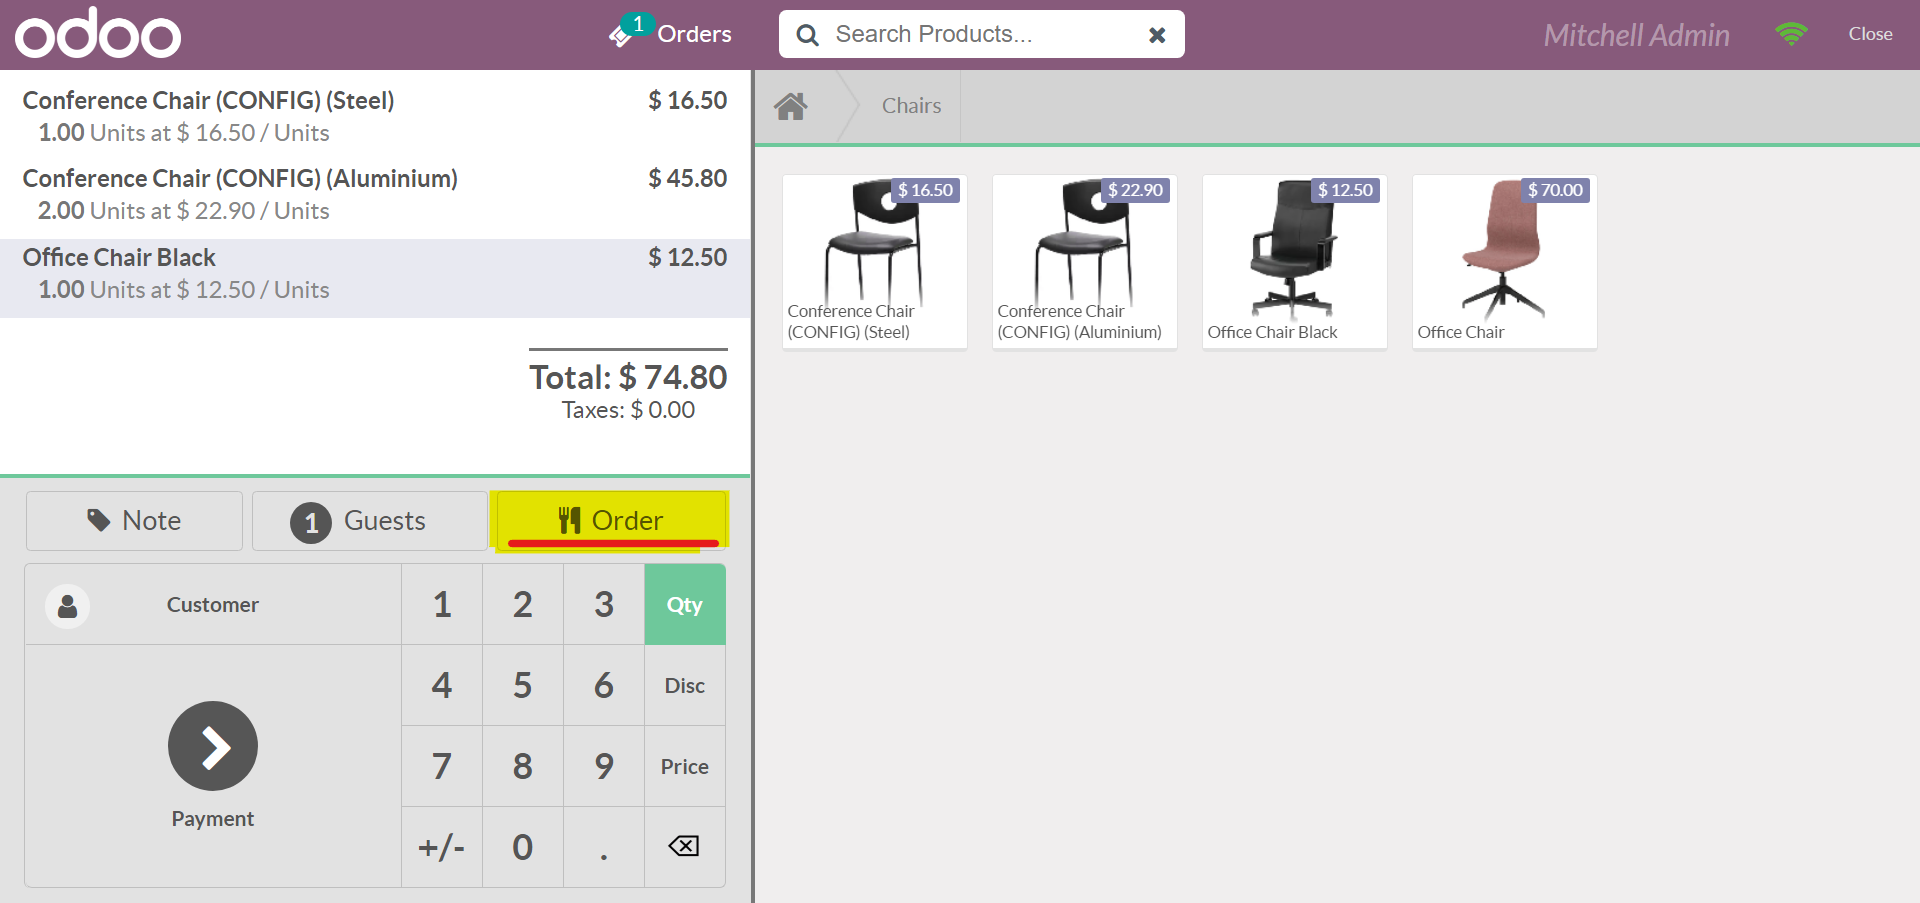 odoo
1 Orders
Search Products...
Mitchell Admin
Close
Conference Chair (CONFIG) (Steel) $ 16.50
1.00 Units at $ 16.50 / Units
Conference Chair (CONFIG) (Aluminium) $ 45.80
2.00 Units at $ 22.90 / Units
Office Chair Black $ 12.50
1.00 Units at $ 12.50 / Units
Total: $ 74.80
Taxes: $ 0.00
Note
1 Guests
Order
Customer
1 2 3 Qty
4 5 6 Disc
7 8 9 Price
+/- 0 .
Payment
Chairs
$ 16.50
Conference Chair
(CONFIG) (Steel)
$ 22.90
Conference Chair
(CONFIG) (Aluminium)
$ 12.50
Office Chair Black
$ 70.00
Office Chair